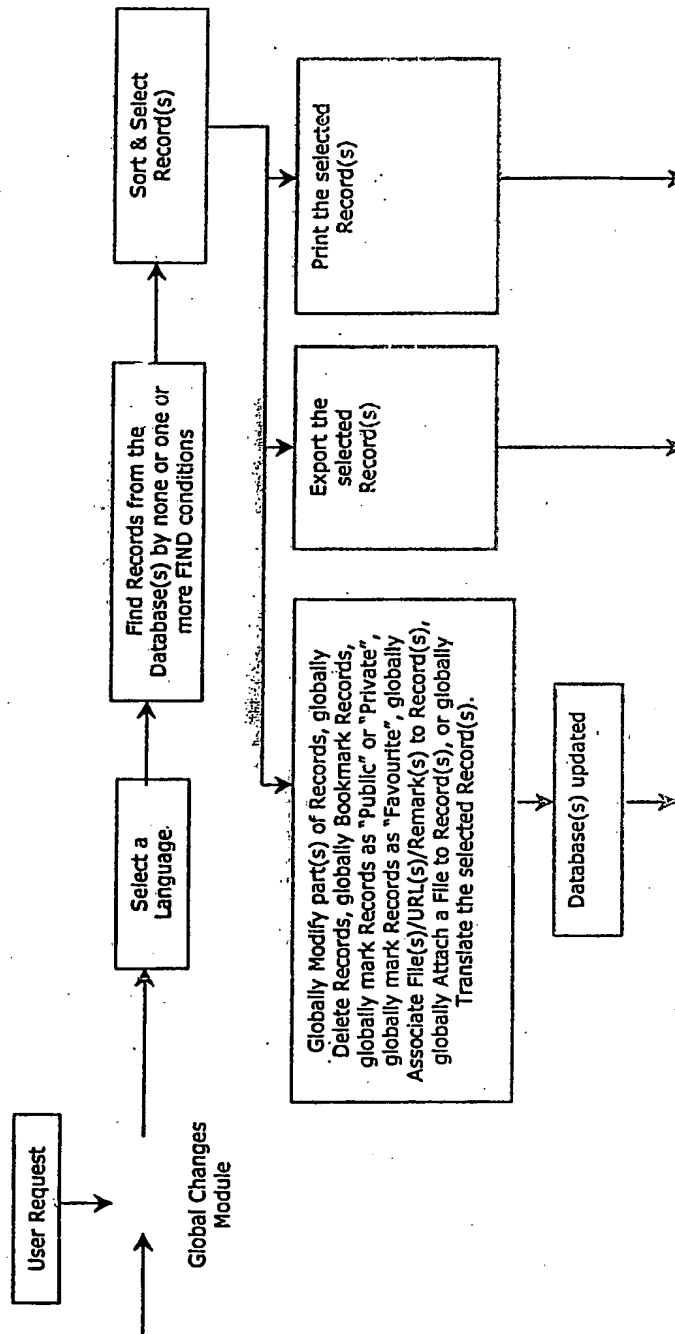 User Request
Global Changes
Module
Select a
Language.
Find Records from the
Database(s) by none or one or
more FIND conditions
Sort & Select
Record(s)
Globally Modify part(s) of Records, globally
Delete Records, globally Bookmark Records,
globally mark Records as "Public" or "Private",
globally mark Records as "Favourite", globally
Associate File(s)/URL(s)/Remark(s) to Record(s),
globally Attach a File to Record(s), or globally
Translate the selected Record(s).
Export the
selected
Record(s)
Print the selected
Record(s)
Database(s) updated